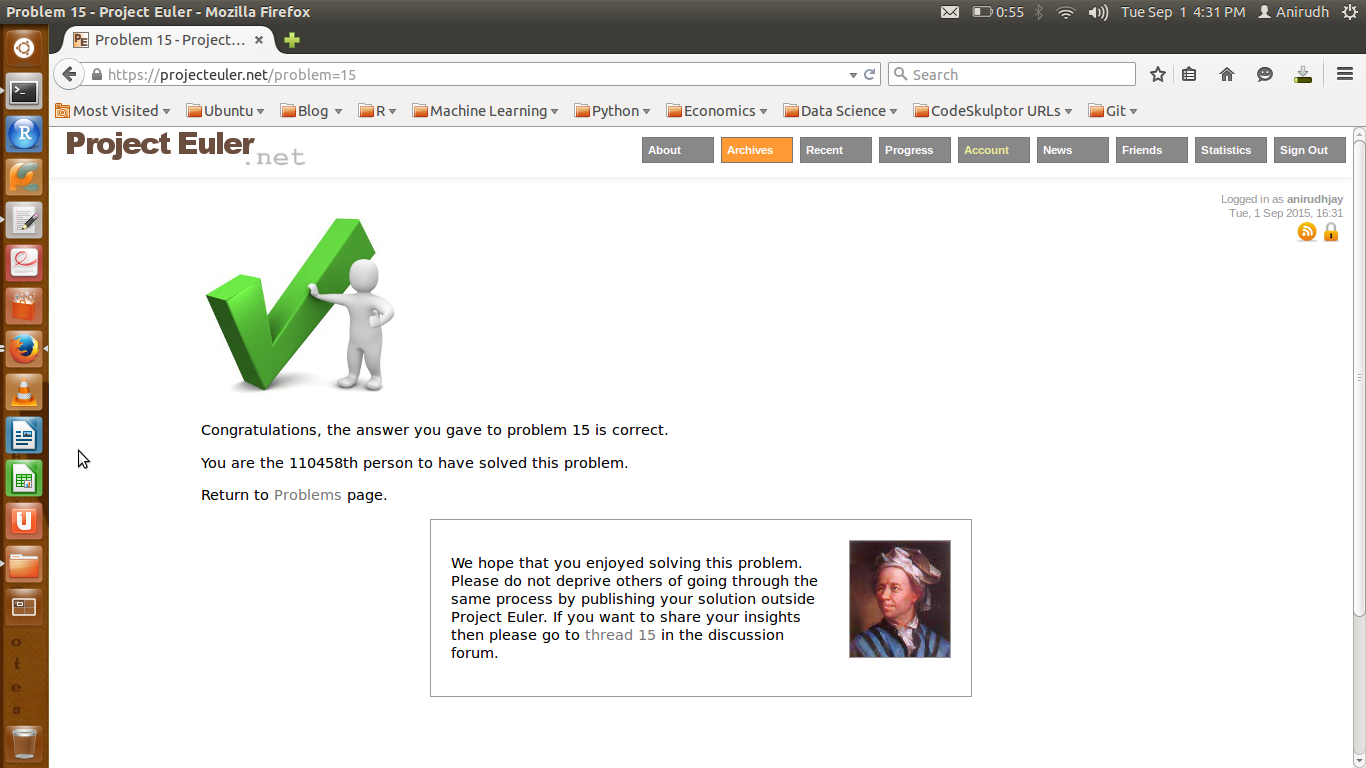 Problem 15 - Project Euler - Mozilla Firefox
0:55
Tue Sep 1 4:31 PM
Anirudh
PE
Problem 15 - Project…
https://projecteuler.net/problem=15
Search
Most Visited
Ubuntu
Blog
R
Machine Learning
Python
Economics
Data Science
CodeSkulptor URLs
Git
Project Euler
.net
About
Archives
Recent
Progress
Account
News
Friends
Statistics
Sign Out
Logged in as anirudhjay
Tue, 1 Sep 2015, 16:31
Congratulations, the answer you gave to problem 15 is correct.
You are the 110458th person to have solved this problem.
Return to Problems page.
We hope that you enjoyed solving this problem.
Please do not deprive others of going through the
same process by publishing your solution outside
Project Euler. If you want to share your insights
then please go to thread 15 in the discussion
forum.
R
U
o
t
e
s